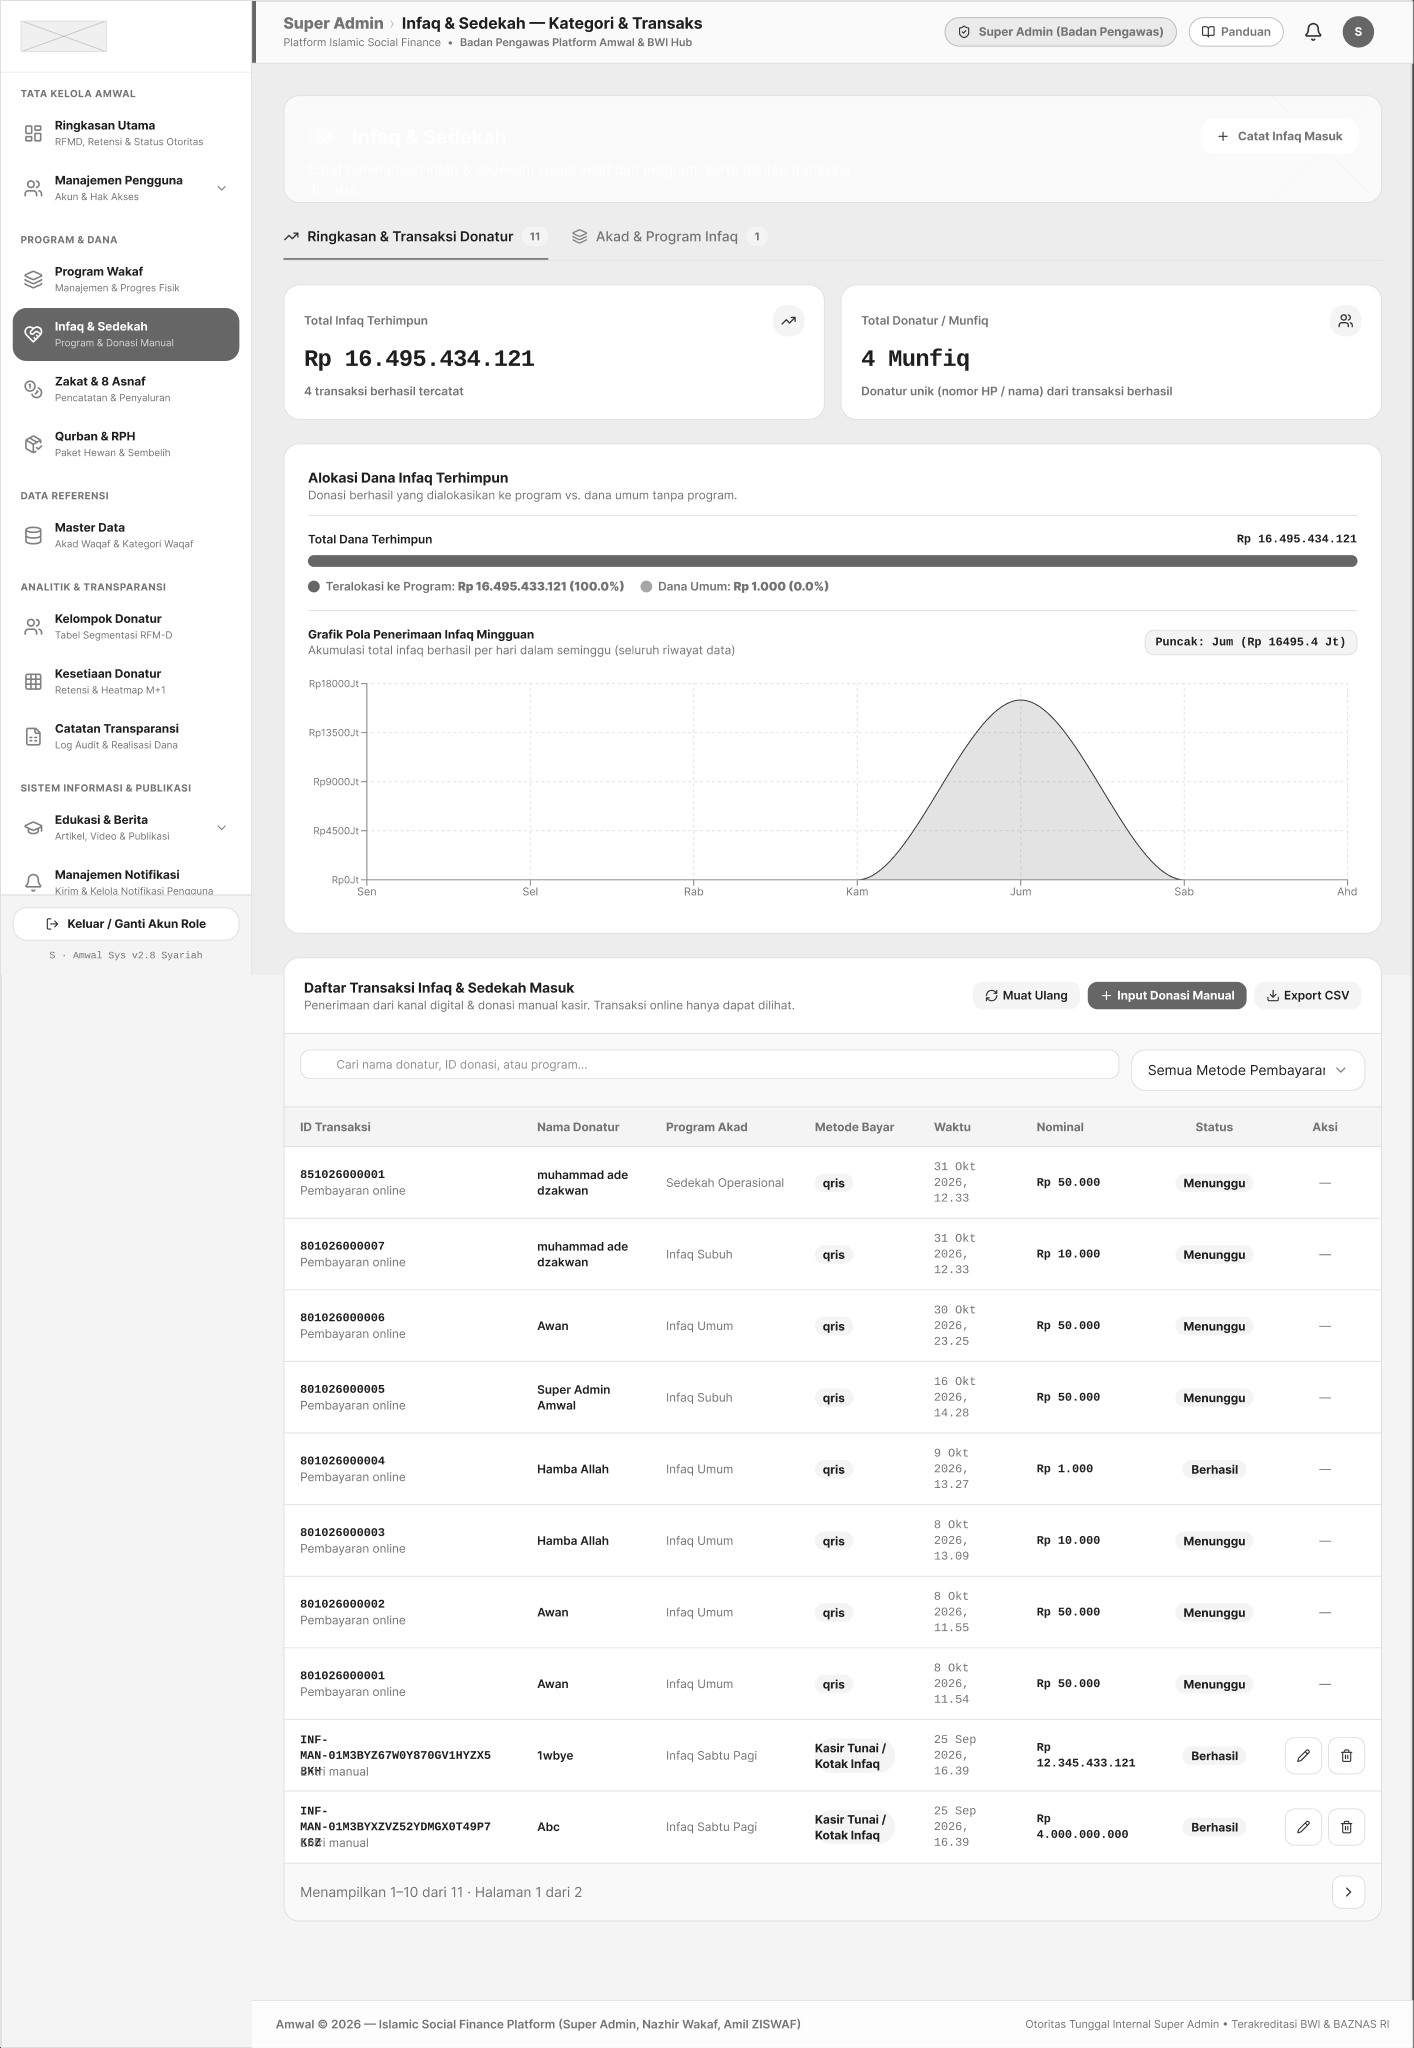 TATA KELOLA AMWAL
Ringkasan Utama
RFMD, Retensi & Status Otoritas
Manajemen Pengguna
Akun & Hak Akses
PROGRAM & DANA
Program Wakaf
Manajemen & Progres Fisik
Infaq & Sedekah
Program & Donasi Manual
Zakat & 8 Asnaf
Pencatatan & Penyaluran
Qurban & RPH
Paket Hewan & Sembelih
DATA REFERENSI
Master Data
Akad Waqaf & Kategori Waqaf
ANALITIK & TRANSPARANSI
Kelompok Donatur
Tabel Segmentasi RFM-D
Kesetiaan Donatur
Retensi & Heatmap M+1
Catatan Transparansi
Log Audit & Realisasi Dana
SISTEM INFORMASI & PUBLIKASI
Edukasi & Berita
Artikel, Video & Publikasi
Manajemen Notifikasi
Kirim & Kelola Notifikasi Pengguna
Keluar / Ganti Akun Role
S · Amwal Sys v2.8 Syariah
Super Admin › Infaq & Sedekah — Kategori & Transaks
Platform Islamic Social Finance • Badan Pengawas Platform Amwal & BWI Hub
Super Admin (Badan Pengawas)
Panduan
S
Infaq & Sedekah
+ Catat Infaq Masuk
Ringkasan & Transaksi Donatur 11
Akad & Program Infaq 1
Total Infaq Terhimpun
Rp 16.495.434.121
4 transaksi berhasil tercatat
Total Donatur / Munfiq
4 Munfiq
Donatur unik (nomor HP / nama) dari transaksi berhasil
Alokasi Dana Infaq Terhimpun
Donasi berhasil yang dialokasikan ke program vs. dana umum tanpa program.
Total Dana Terhimpun Rp 16.495.434.121
Teralokasi ke Program: Rp 16.495.433.121 (100.0%) Dana Umum: Rp 1.000 (0.0%)
Grafik Pola Penerimaan Infaq Mingguan
Akumulasi total infaq berhasil per hari dalam seminggu (seluruh riwayat data)
Puncak: Jum (Rp 16495.4 Jt)
Rp18000Jt
Rp13500Jt
Rp9000Jt
Rp4500Jt
Rp0Jt
Sen Sel Rab Kam Jum Sab Ahd
Daftar Transaksi Infaq & Sedekah Masuk
Penerimaan dari kanal digital & donasi manual kasir. Transaksi online hanya dapat dilihat.
Muat Ulang
+ Input Donasi Manual
Export CSV
Cari nama donatur, ID donasi, atau program...
Semua Metode Pembayaran
ID Transaksi Nama Donatur Program Akad Metode Bayar Waktu Nominal Status Aksi
851026000001
Pembayaran online
muhammad ade
dzakwan
Sedekah Operasional
qris
31 Okt
2026,
12.33
Rp 50.000
Menunggu
—
801026000007
Pembayaran online
muhammad ade
dzakwan
Infaq Subuh
qris
31 Okt
2026,
12.33
Rp 10.000
Menunggu
—
801026000006
Pembayaran online
Awan
Infaq Umum
qris
30 Okt
2026,
23.25
Rp 50.000
Menunggu
—
801026000005
Pembayaran online
Super Admin
Amwal
Infaq Subuh
qris
16 Okt
2026,
14.28
Rp 50.000
Menunggu
—
801026000004
Pembayaran online
Hamba Allah
Infaq Umum
qris
9 Okt
2026,
13.27
Rp 1.000
Berhasil
—
801026000003
Pembayaran online
Hamba Allah
Infaq Umum
qris
8 Okt
2026,
13.09
Rp 10.000
Menunggu
—
801026000002
Pembayaran online
Awan
Infaq Umum
qris
8 Okt
2026,
11.55
Rp 50.000
Menunggu
—
801026000001
Pembayaran online
Awan
Infaq Umum
qris
8 Okt
2026,
11.54
Rp 50.000
Menunggu
—
INF-
MAN-01M3BYZ67W0Y870GV1HYZX5
manual
1wbye
Infaq Sabtu Pagi
Kasir Tunai /
Kotak Infaq
25 Sep
2026,
16.39
Rp
12.345.433.121
Berhasil
INF-
MAN-01M3BYXZVZ52YDMGX0T49P7
manual
Abc
Infaq Sabtu Pagi
Kasir Tunai /
Kotak Infaq
25 Sep
2026,
16.39
Rp
4.000.000.000
Berhasil
Menampilkan 1–10 dari 11 · Halaman 1 dari 2
Amwal © 2026 — Islamic Social Finance Platform (Super Admin, Nazhir Wakaf, Amil ZISWAF)
Otoritas Tunggal Internal Super Admin • Terakreditasi BWI & BAZNAS RI